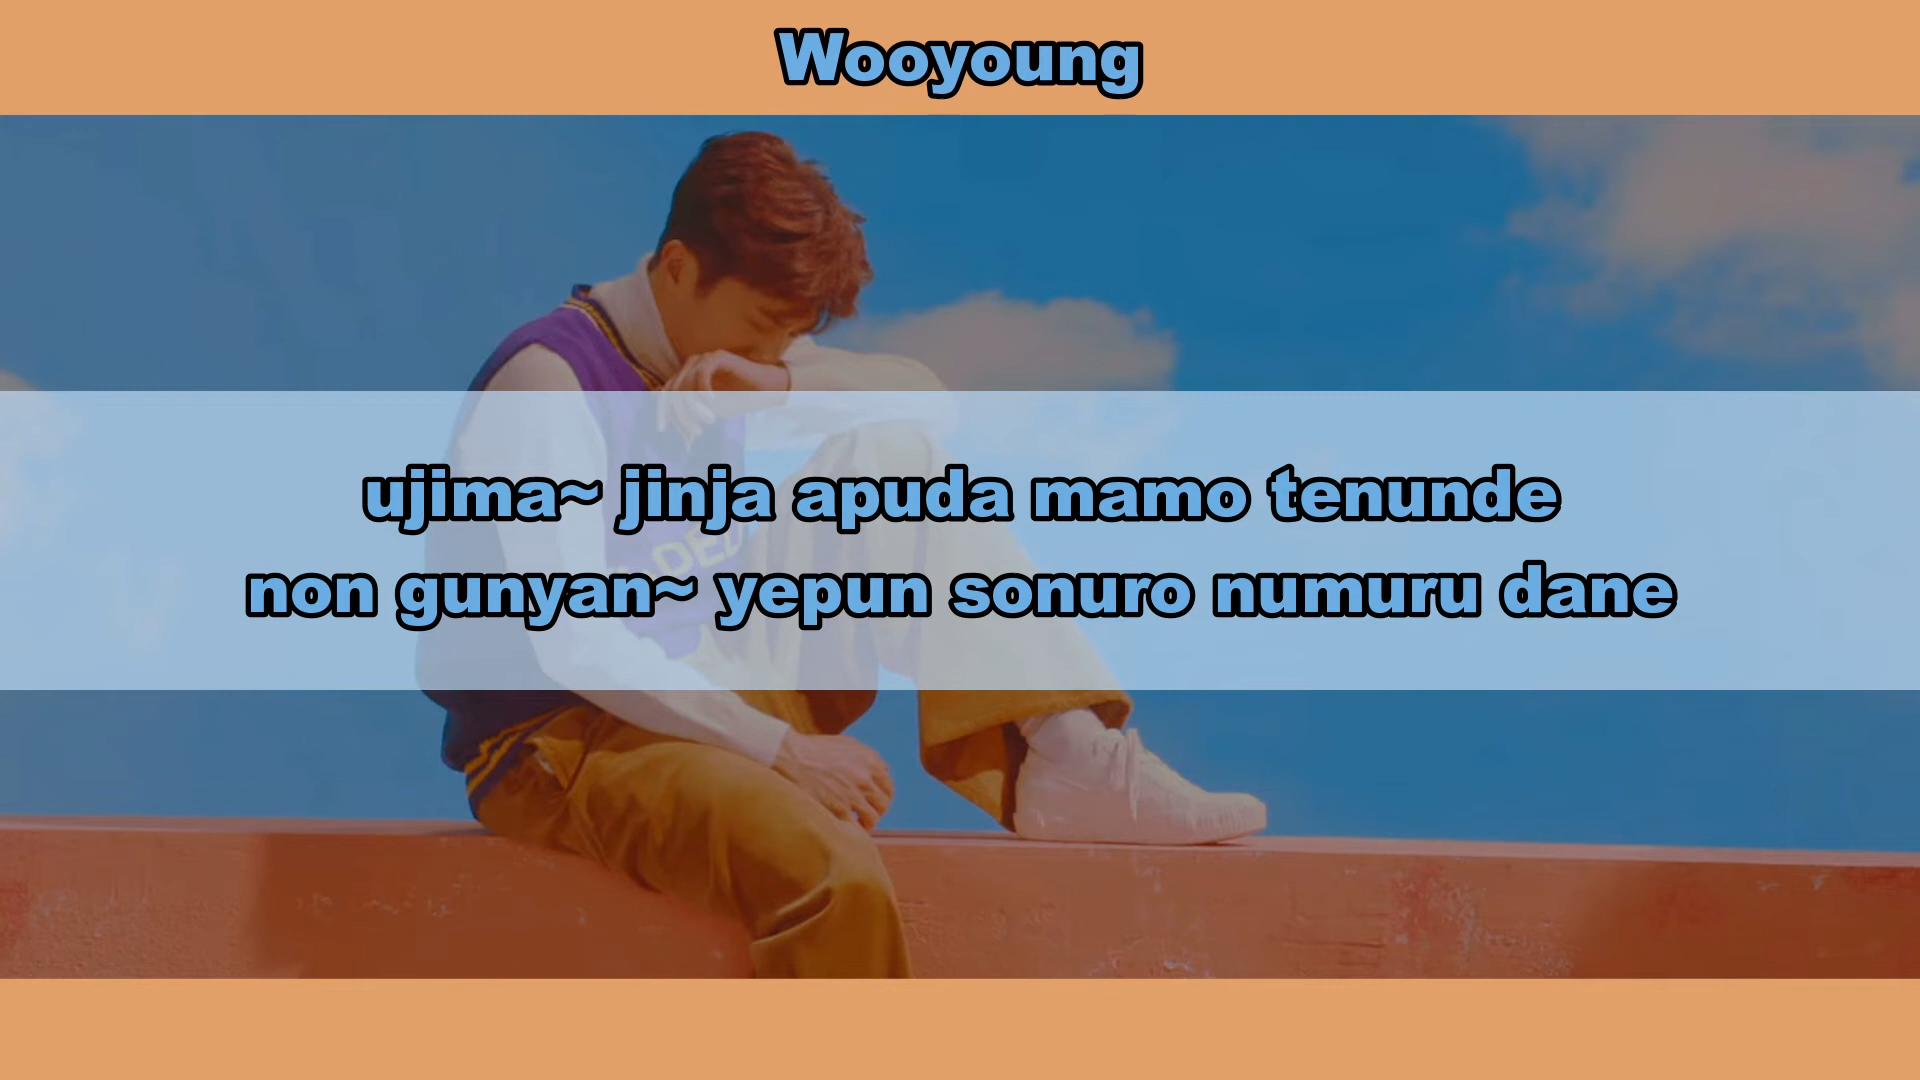 Wooyoung
ujima~ jinja apuda mamo tenunde
non gunyan~ yepun sonuro numuru dane